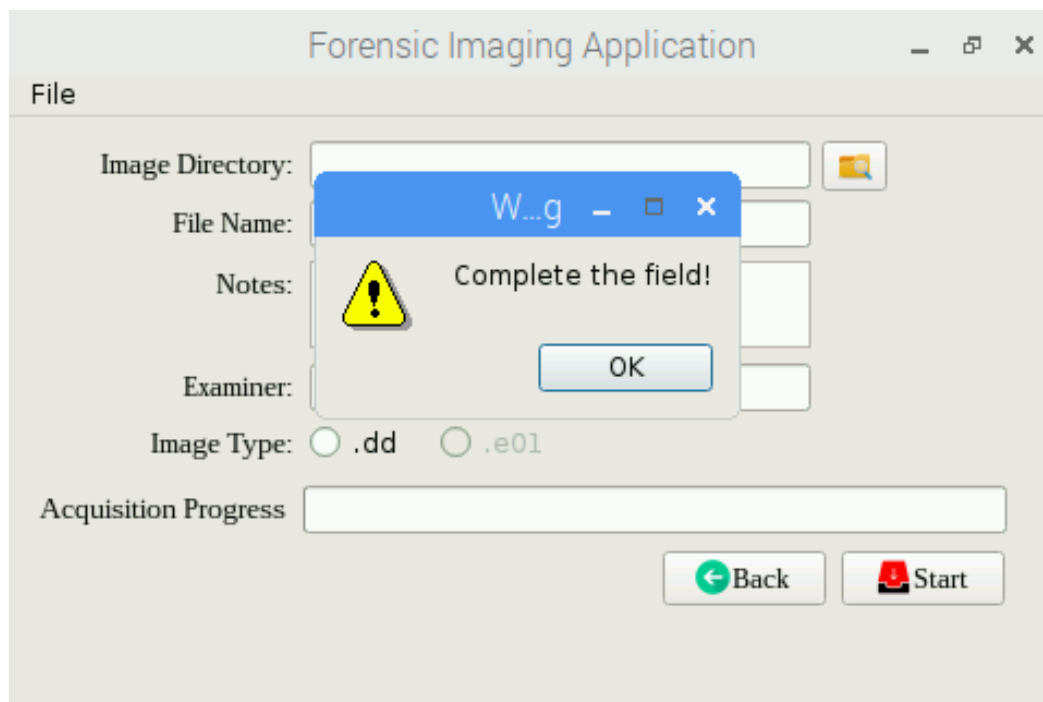 Forensic Imaging Application
File
Image Directory:
File Name:
W...g
Notes:
Complete the field!
OK
Examiner:
Image Type: .dd .e01
Acquisition Progress
Back Start